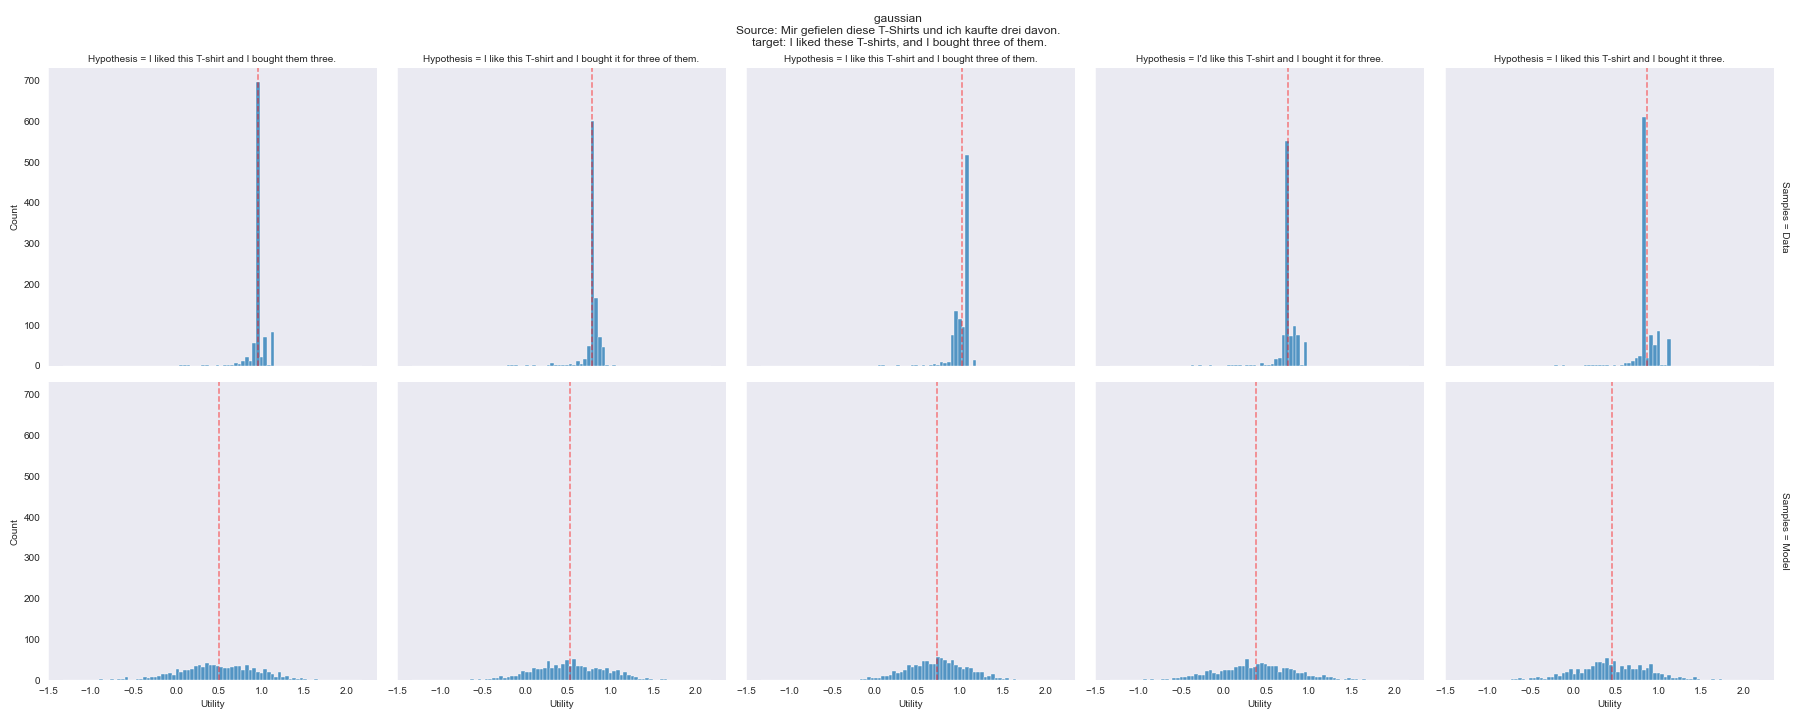 gaussian
Source: Mir gefielen diese T-Shirts und ich kaufte drei davon.
target: I liked these T-shirts, and I bought three of them.
Hypothesis = I liked this T-shirt and I bought them three.
Hypothesis = I like this T-shirt and I bought it for three of them.
Hypothesis = I like this T-shirt and I bought three of them.
Hypothesis = I'd like this T-shirt and I bought it for three.
Hypothesis = I liked this T-shirt and I bought it three.
700
600
500
400
300
200
100
0
Count
Samples = Data
700
600
500
400
300
200
100
0
Count
Samples = Model
-1.5 -1.0 -0.5 0.0 0.5 1.0 1.5 2.0
-1.5 -1.0 -0.5 0.0 0.5 1.0 1.5 2.0
-1.5 -1.0 -0.5 0.0 0.5 1.0 1.5 2.0
-1.5 -1.0 -0.5 0.0 0.5 1.0 1.5 2.0
-1.5 -1.0 -0.5 0.0 0.5 1.0 1.5 2.0
Utility
Utility
Utility
Utility
Utility